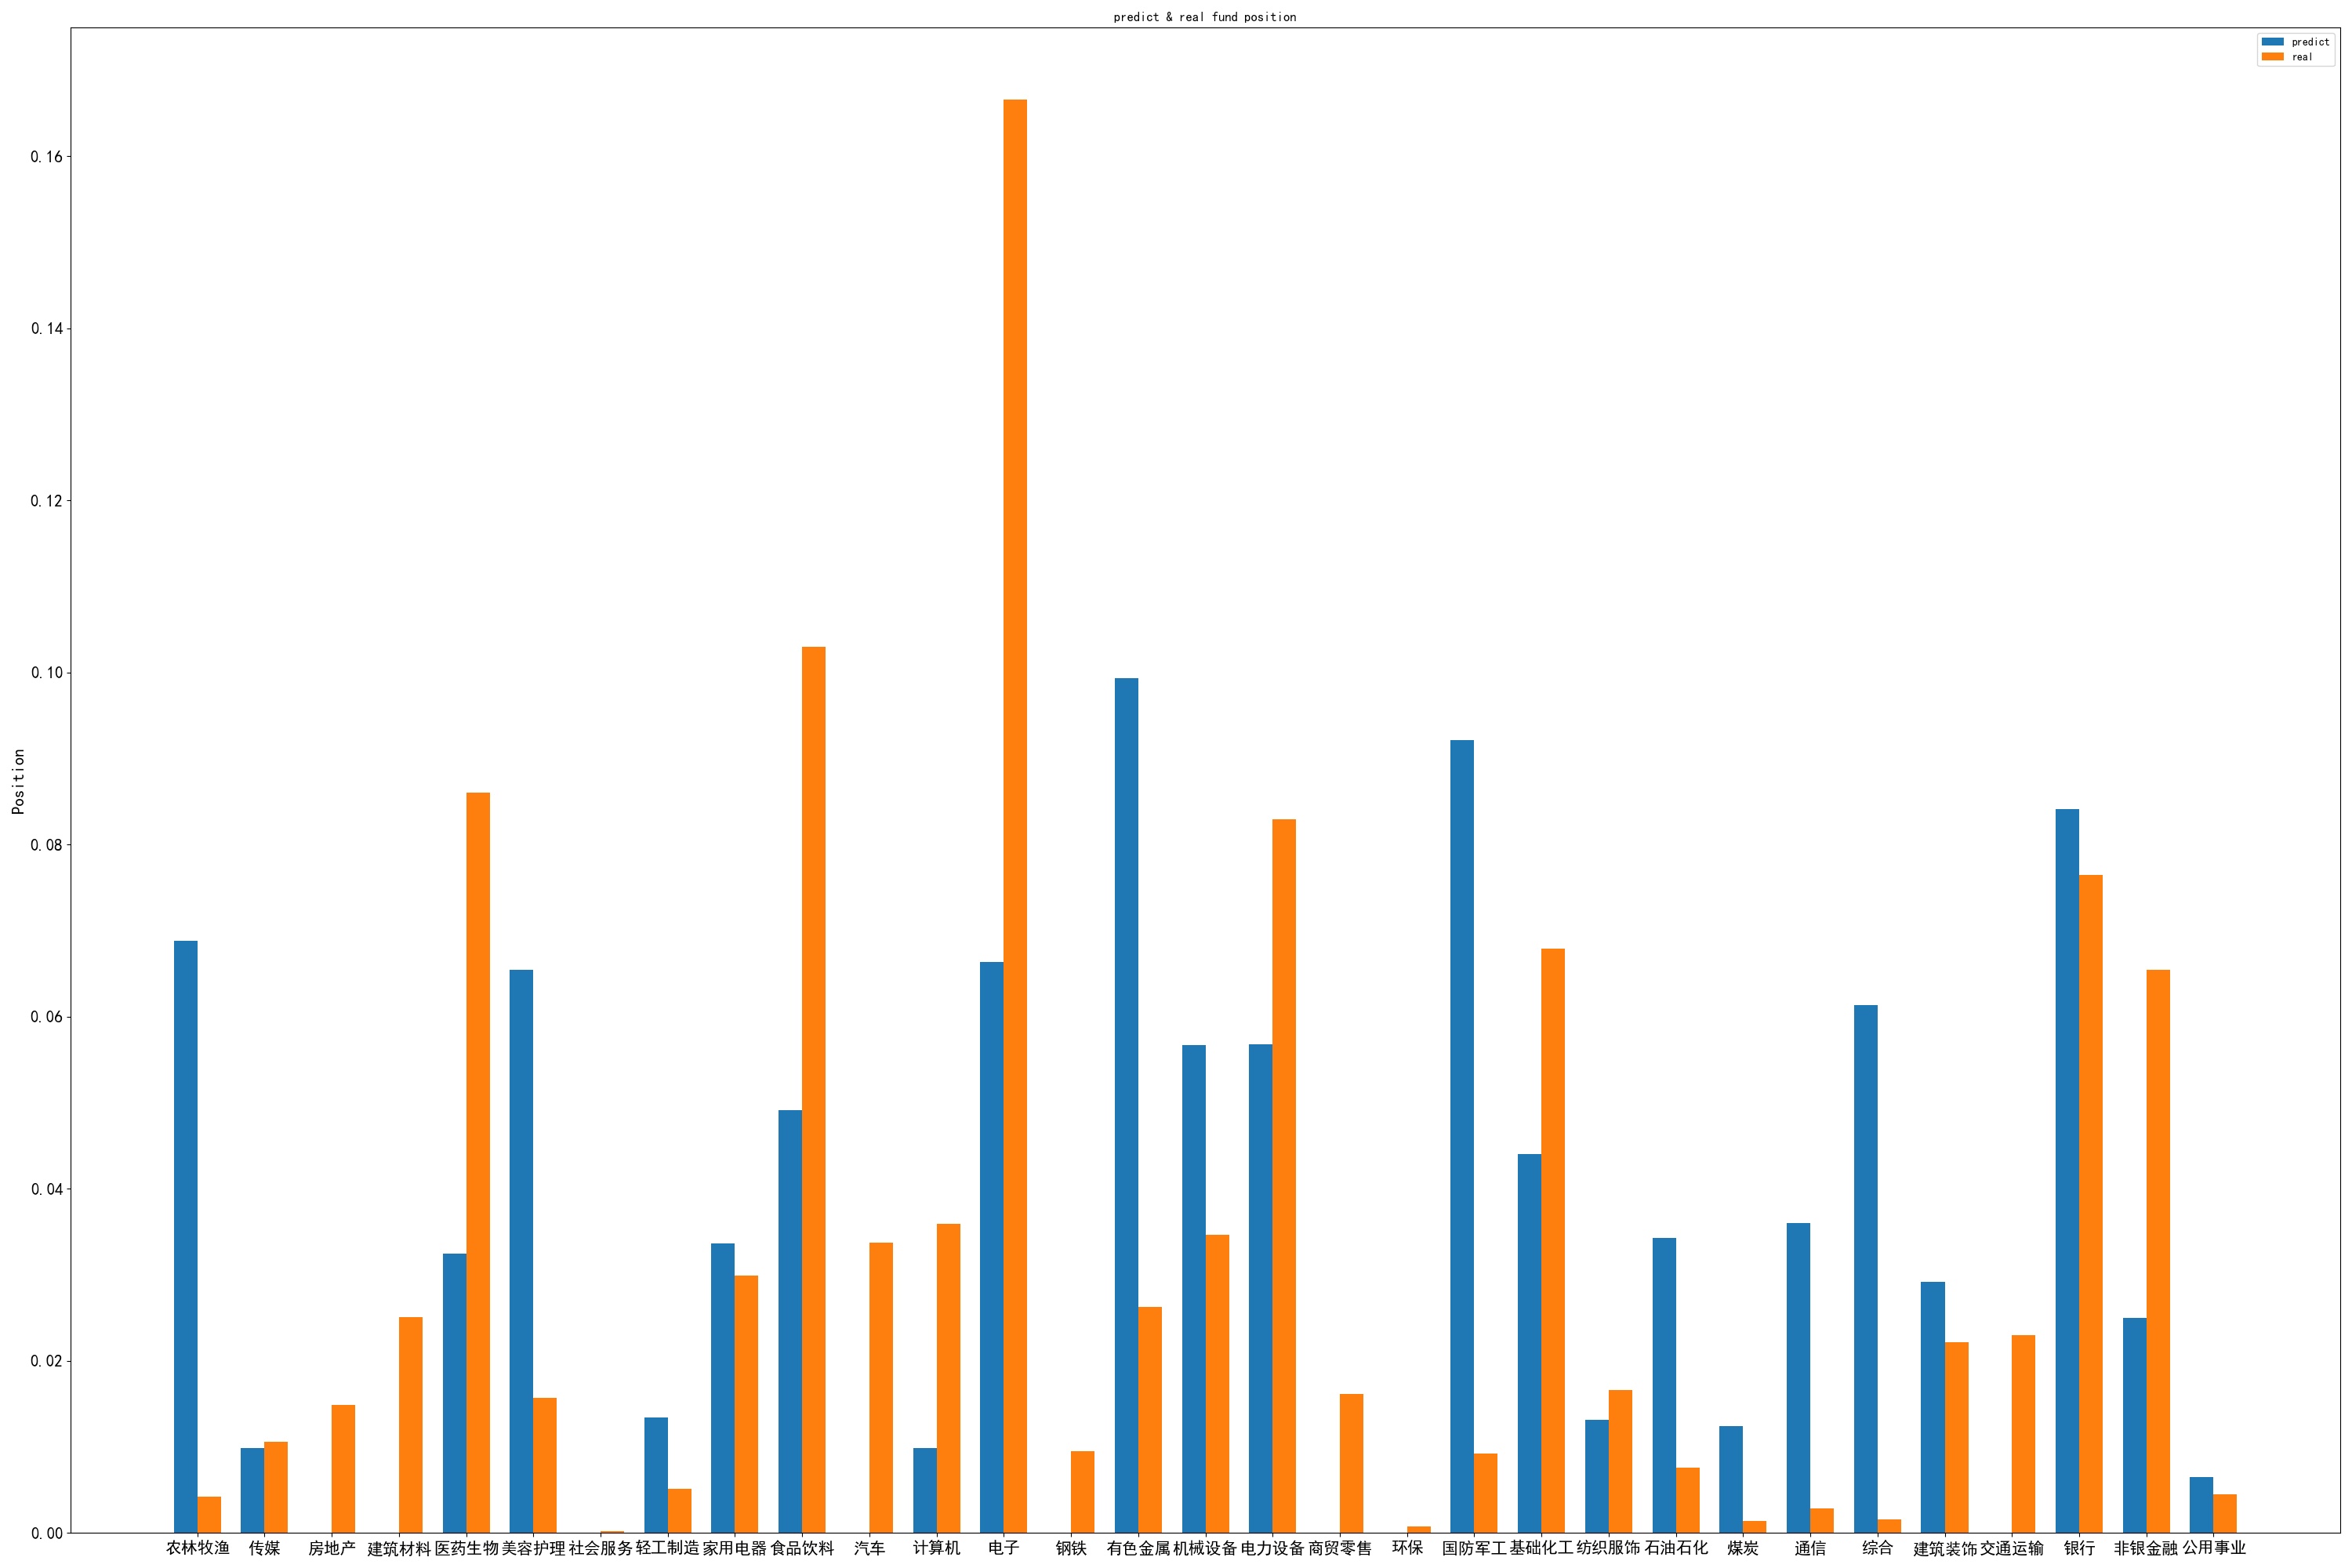 predict & real fund position
predict
real
Position
0.16
0.14
0.12
0.10
0.08
0.06
0.04
0.02
0.00
农林牧渔 传媒 房地产 建筑材料 医药生物 美容护理 社会服务 轻工制造 家用电器 食品饮料 汽车 计算机 电子 钢铁 有色金属 机械设备 电力设备 商贸零售 环保 国防军工 基础化工 纺织服饰 石油石化 煤炭 通信 综合 建筑装饰 交通运输 银行 非银金融 公用事业